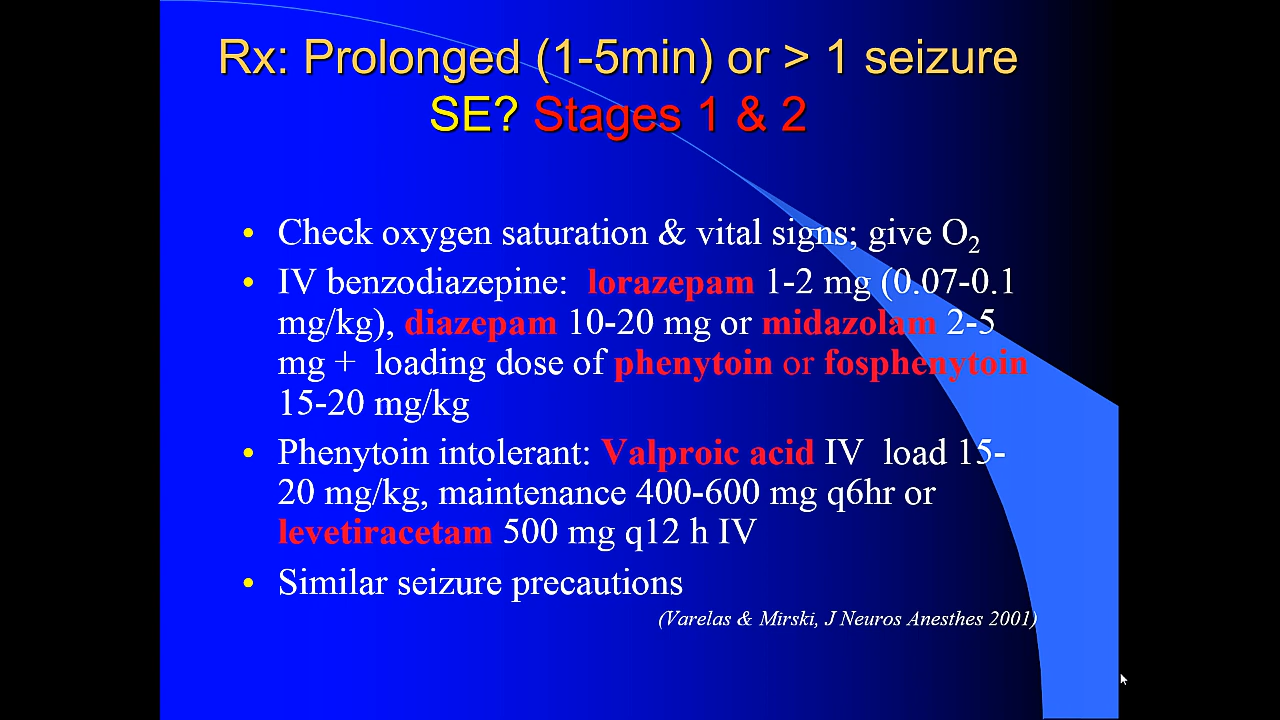 Rx: Prolonged (1-5min) or > 1 seizure
SE? Stages 1 & 2
• Check oxygen saturation & vital signs; give O₂
• IV benzodiazepine: lorazepam 1-2 mg (0.07-0.1
mg/kg), diazepam 10-20 mg or midazolam 2-5
mg + loading dose of phenytoin or fosphenytoin
15-20 mg/kg
• Phenytoin intolerant: Valproic acid IV load 15-
20 mg/kg, maintenance 400-600 mg q6hr or
levetiracetam 500 mg q12 h IV
• Similar seizure precautions
(Varelas & Mirski, J Neuros Anesthes 2001)